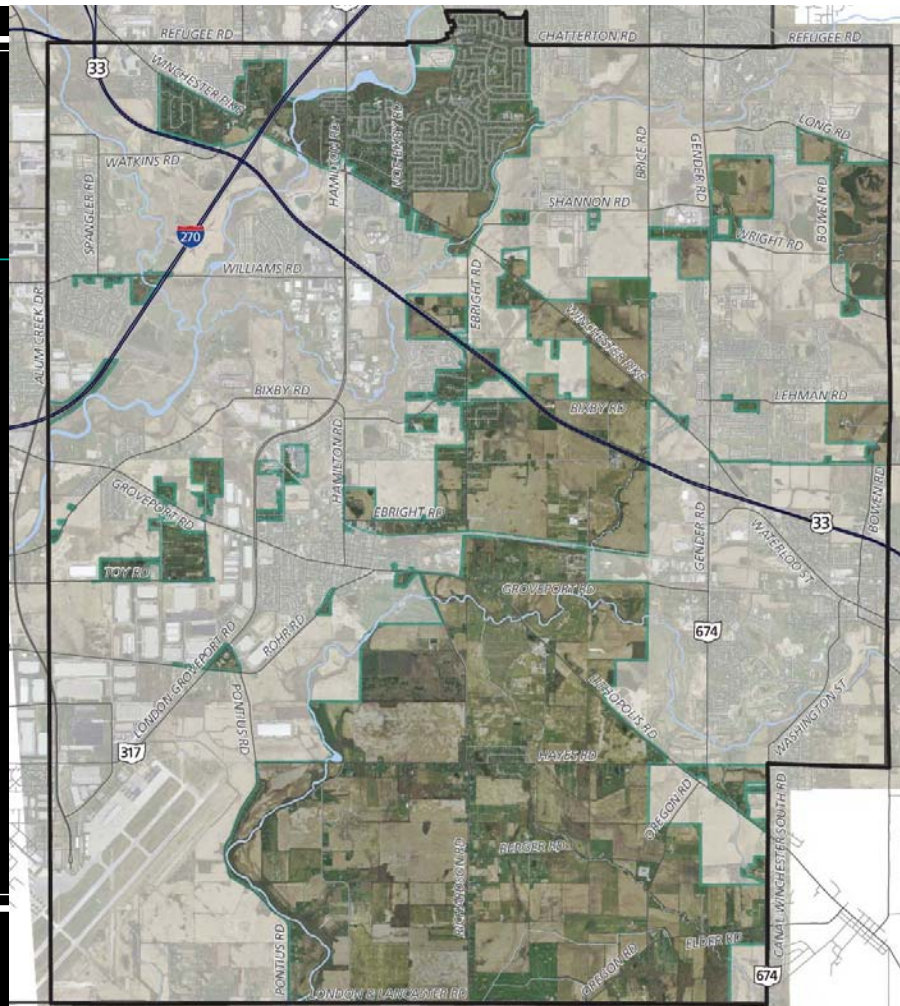 REFUGEE RD
CHATTERTON RD
REFUGEE RD
33
WINCHESTER PIKE
HAMILTON RD
NOE-BIXBY RD
BRICE RD
GENDER RD
LONG RD
WATKINS RD
SPANGLER RD
SHANNON RD
BOWEN RD
270
WRIGHT RD
WILLIAMS RD
EBRIGHT RD
ALUM CREEK DR
WINCHESTER PIKE
BIXBY RD
BIXBY RD
LEHMAN RD
HAMILTON RD
GROVEPORT RD
EBRIGHT RD
GENDER RD
33
BOWEN RD
WATERLOO ST
TOY RD
GROVEPORT RD
674
ROHR RD
LONDON GROVEPORT RD
PONTIUS RD
LITHOPOLIS RD
WASHINGTON ST
317
HAYES RD
OREGON RD
BERGER RD
RICHARDSON RD
CANAL WINCHESTER SOUTH RD
PONTIUS RD
OREGON RD
ELDER RD
674
LONDON & LANCASTER RD